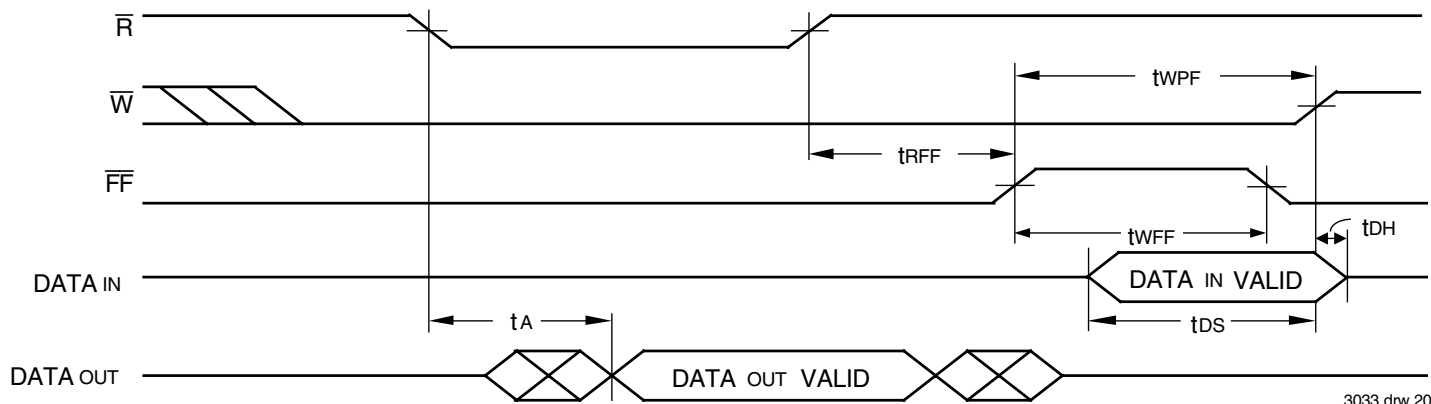 R̅
tWPF
W̅
tRFF
F̅F̅
tDH
tWFF
DATA IN
DATA IN VALID
tA
tDS
DATA OUT
DATA OUT VALID
3033 drw 20